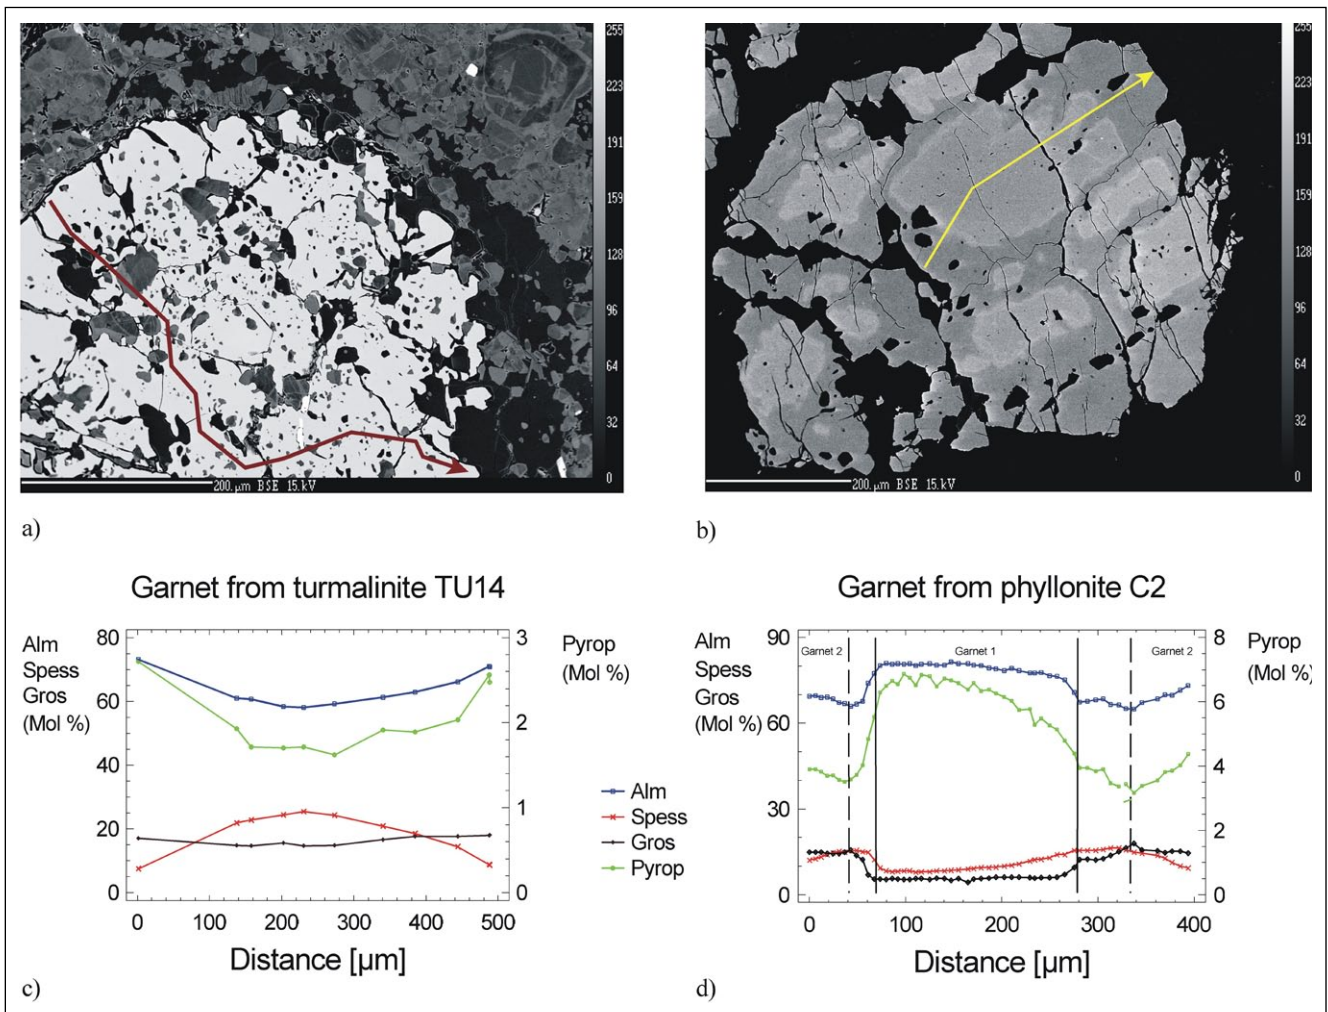 255
223
191
159
128
96
64
32
0
200. μm BSE 15. kV
255
223
191
159
128
96
64
32
0
200. μm BSE 15. kV
a)
b)
Garnet from turmalinite TU14
Alm
Spess
Gros
(Mol %)
80
60
40
20
0
3
2
1
0
Pyrop
(Mol %)
0 100 200 300 400 500
Distance [μm]
c)
Alm
Spess
Gros
Pyrop
Garnet from phyllonite C2
Alm
Spess
Gros
(Mol %)
90
60
30
0
Garnet 2
Garnet 1
Garnet 2
8
6
4
2
0
Pyrop
(Mol %)
0 100 200 300 400
Distance [μm]
d)